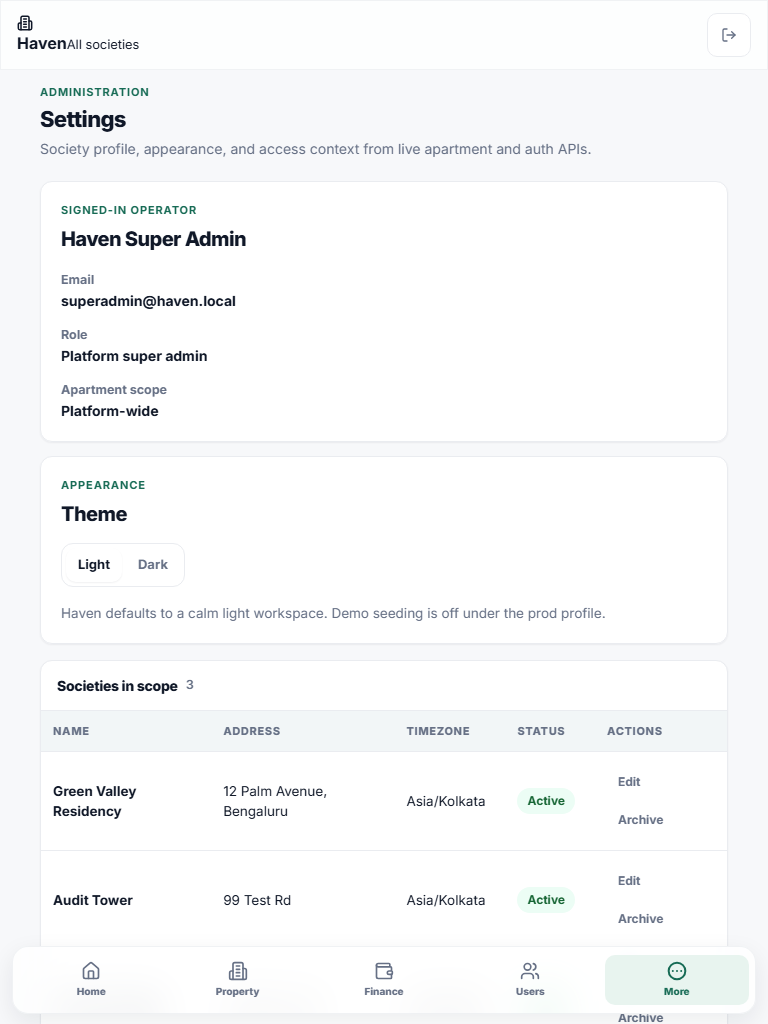 HavenAll societies
ADMINISTRATION
Settings
Society profile, appearance, and access context from live apartment and auth APIs.
SIGNED-IN OPERATOR
Haven Super Admin
Email
superadmin@haven.local
Role
Platform super admin
Apartment scope
Platform-wide
APPEARANCE
Theme
Light Dark
Haven defaults to a calm light workspace. Demo seeding is off under the prod profile.
Societies in scope 3
NAME ADDRESS TIMEZONE STATUS ACTIONS
Green Valley Residency 12 Palm Avenue, Bengaluru Asia/Kolkata Active Edit
Archive
Audit Tower 99 Test Rd Asia/Kolkata Active Edit
Archive
Home Property Finance Users More
Archive